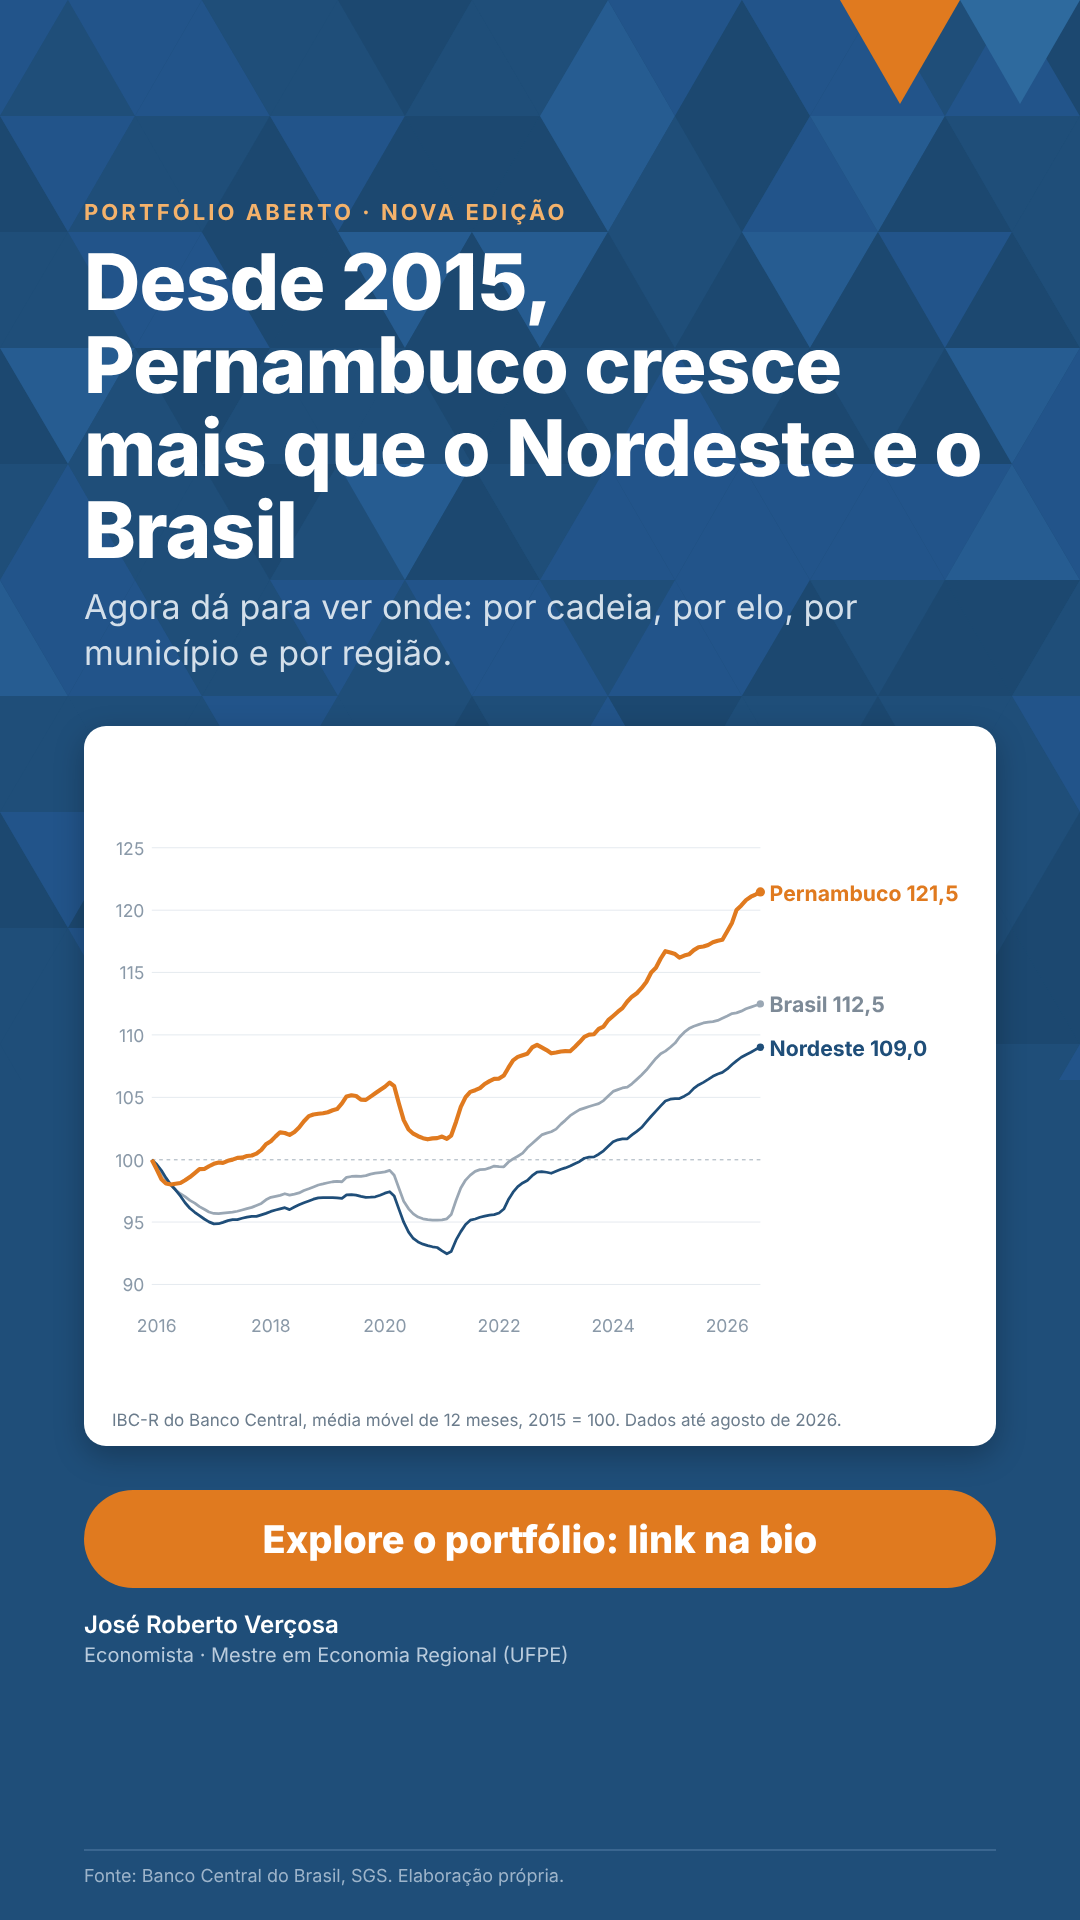 PORTFÓLIO ABERTO · NOVA EDIÇÃO
Desde 2015,
Pernambuco cresce
mais que o Nordeste e o
Brasil
Agora dá para ver onde: por cadeia, por elo, por
município e por região.
125
120
115
110
105
100
95
90
Pernambuco 121,5
Brasil 112,5
Nordeste 109,0
2016 2018 2020 2022 2024 2026
IBC-R do Banco Central, média móvel de 12 meses, 2015 = 100. Dados até agosto de 2026.
Explore o portfólio: link na bio
José Roberto Verçosa
Economista · Mestre em Economia Regional (UFPE)
Fonte: Banco Central do Brasil, SGS. Elaboração própria.